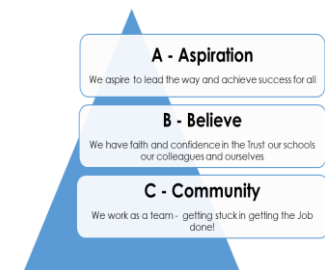 A - Aspiration
We aspire to lead the way and achieve success for all
B - Believe
We have faith and confidence in the Trust our schools
our colleagues and ourselves
C - Community
We work as a team - getting stuck in getting the Job
done!